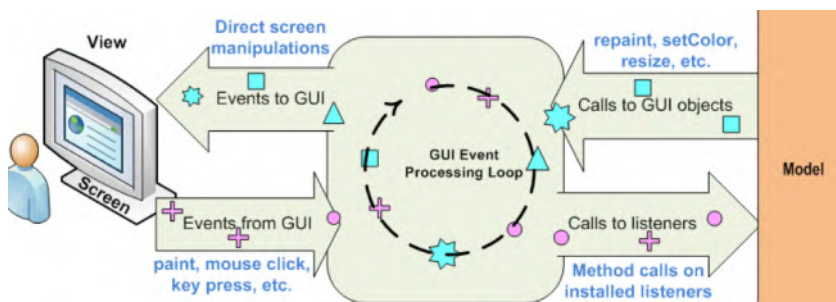 View
Direct screen
manipulations
Events to GUI
Screen
Events from GUI
paint, mouse click,
key press, etc.
GUI Event
Processing Loop
repaint, setColor,
resize, etc.
Calls to GUI objects
Calls to listeners
Method calls on
installed listeners
Model